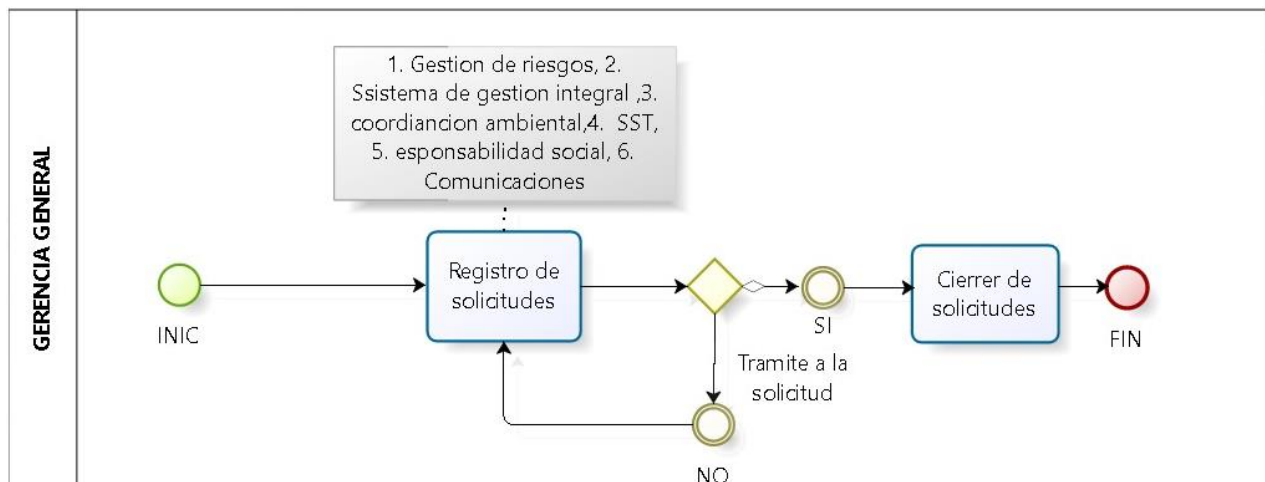 GERENCIA GENERAL
1. Gestion de riesgos, 2.
Ssistema de gestion integral ,3.
coordiancion ambiental,4. SST,
5. esponsabilidad social, 6.
Comunicaciones
INIC
Registro de
solicitudes
SI
Tramite a la
solicitud
NO
Cierrer de
solicitudes
FIN